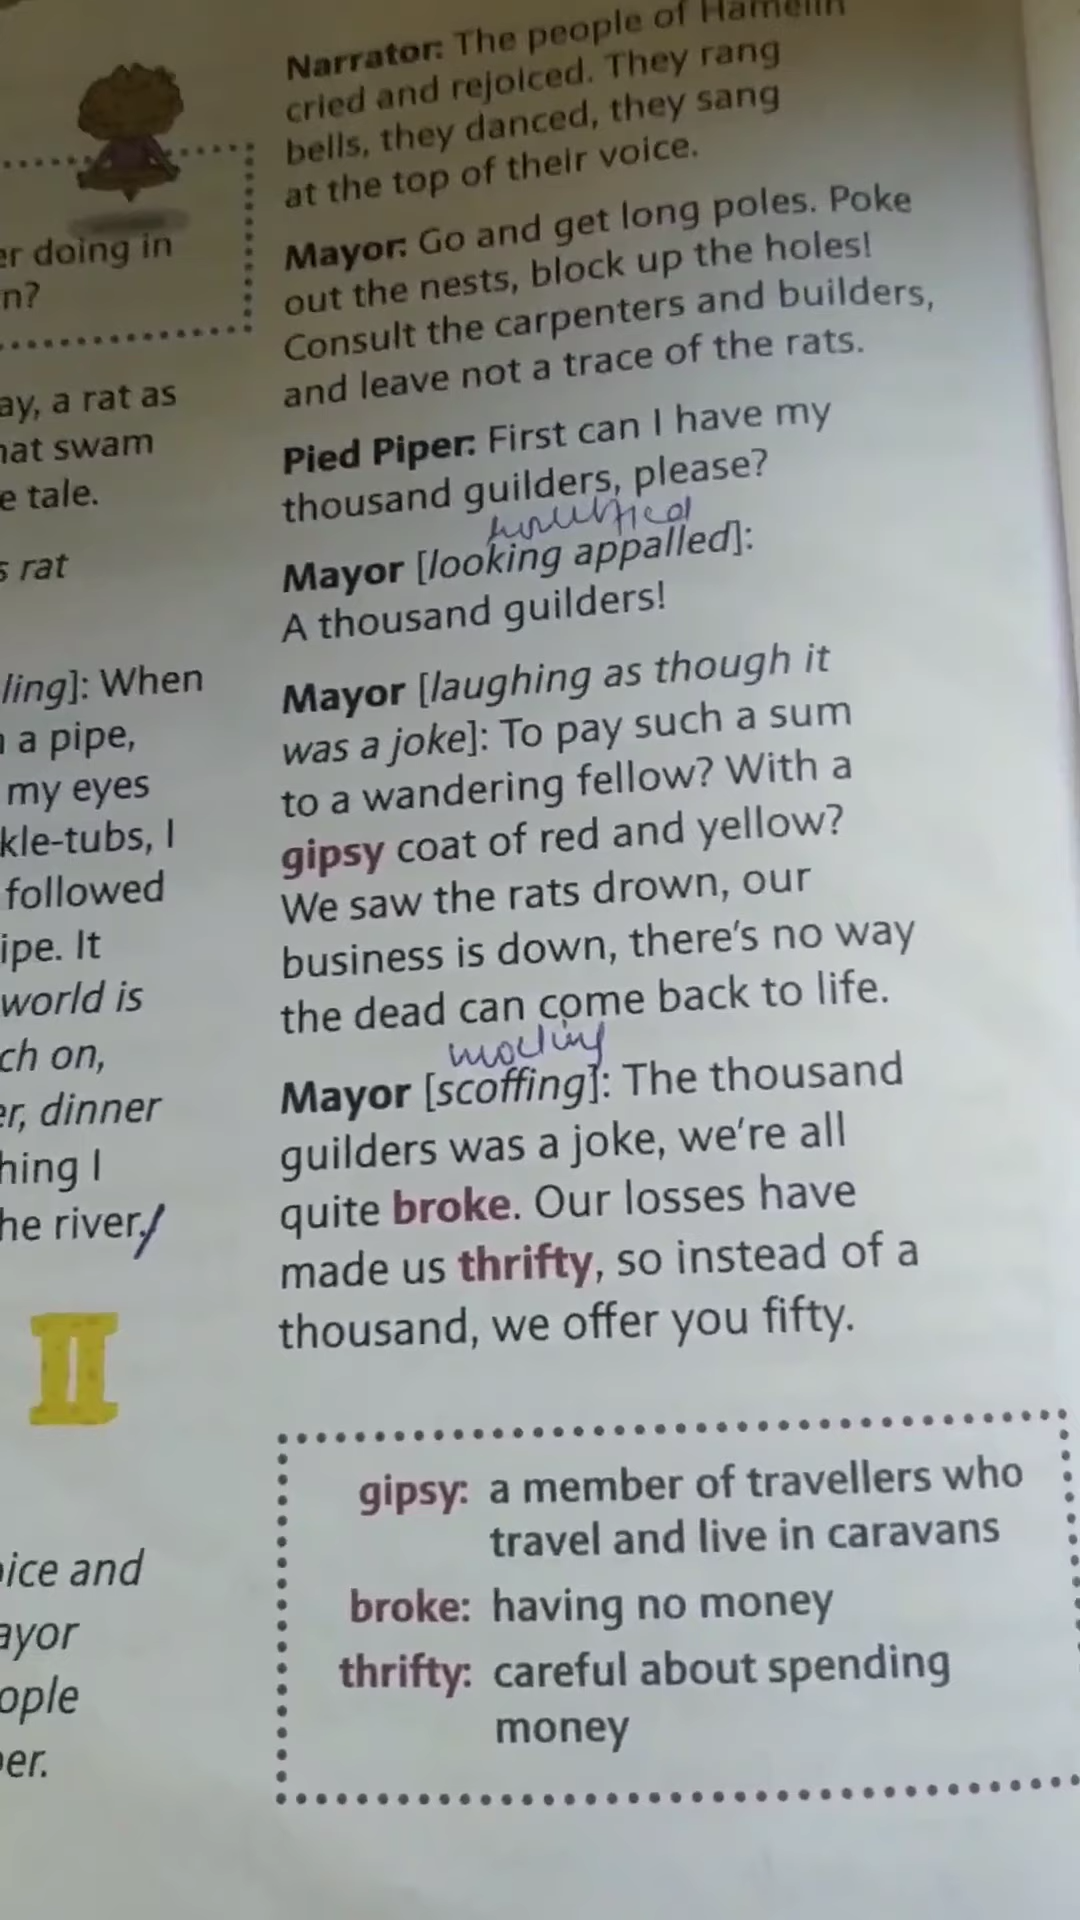 er doing in
n?
ay, a rat as
hat swam
e tale.
s rat
ling]: When
a pipe,
my eyes
kle-tubs, I
followed
ipe. It
world is
ch on,
er, dinner
hing I
he river.
II
oice and
ayor
ople
er.
Narrator: The people of Hamelin
cried and rejoiced. They rang
bells, they danced, they sang
at the top of their voice.
Mayor: Go and get long poles. Poke
out the nests, block up the holes!
Consult the carpenters and builders,
and leave not a trace of the rats.
Pied Piper: First can I have my
thousand guilders, please?
Mayor [looking appalled]:
A thousand guilders!
Mayor [laughing as though it
was a joke]: To pay such a sum
to a wandering fellow? With a
gipsy coat of red and yellow?
We saw the rats drown, our
business is down, there's no way
the dead can come back to life.
Mayor [scoffing]: The thousand
guilders was a joke, we're all
quite broke. Our losses have
made us thrifty, so instead of a
thousand, we offer you fifty.
gipsy: a member of travellers who
travel and live in caravans
broke: having no money
thrifty: careful about spending
money